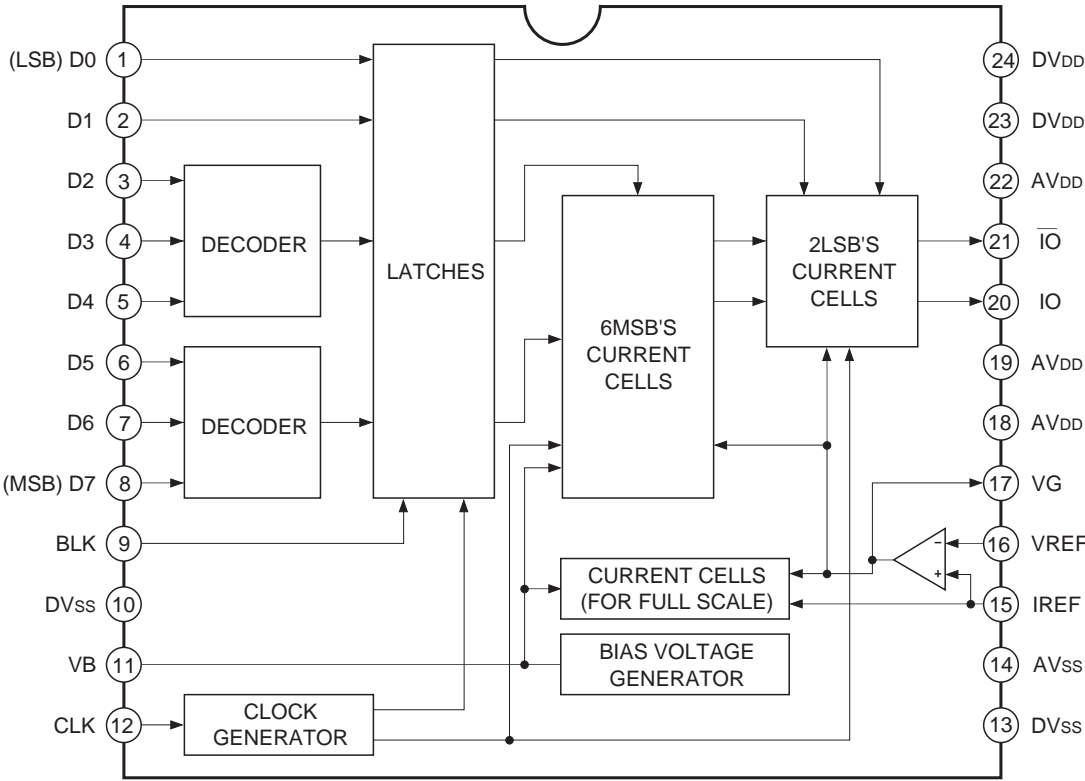 (LSB) D0 1
D1 2
D2 3
D3 4
D4 5
D5 6
D6 7
(MSB) D7 8
BLK 9
DVSS 10
VB 11
CLK 12
DECODER
DECODER
LATCHES
6MSB'S
CURRENT
CELLS
2LSB'S
CURRENT
CELLS
CURRENT CELLS
(FOR FULL SCALE)
BIAS VOLTAGE
GENERATOR
CLOCK
GENERATOR
−
+
24 DVDD
23 DVDD
22 AVDD
21 I̅O̅
20 IO
19 AVDD
18 AVDD
17 VG
16 VREF
15 IREF
14 AVSS
13 DVSS